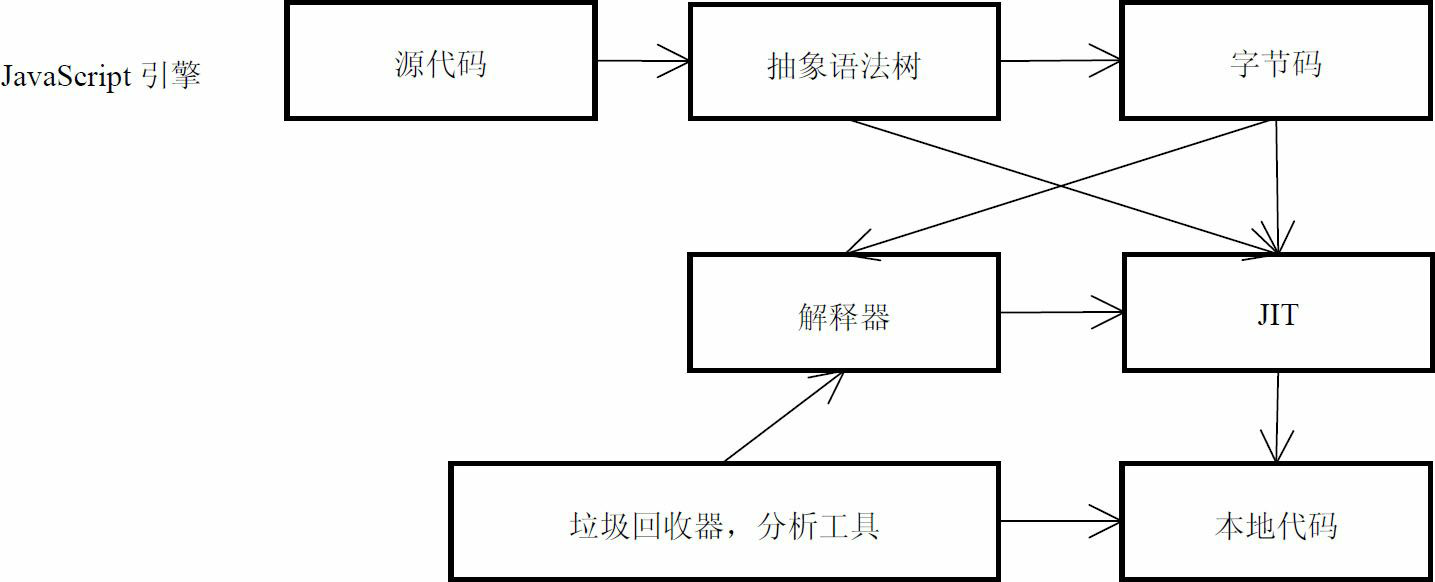 JavaScript 引擎
源代码
抽象语法树
字节码
解释器
JIT
垃圾回收器，分析工具
本地代码